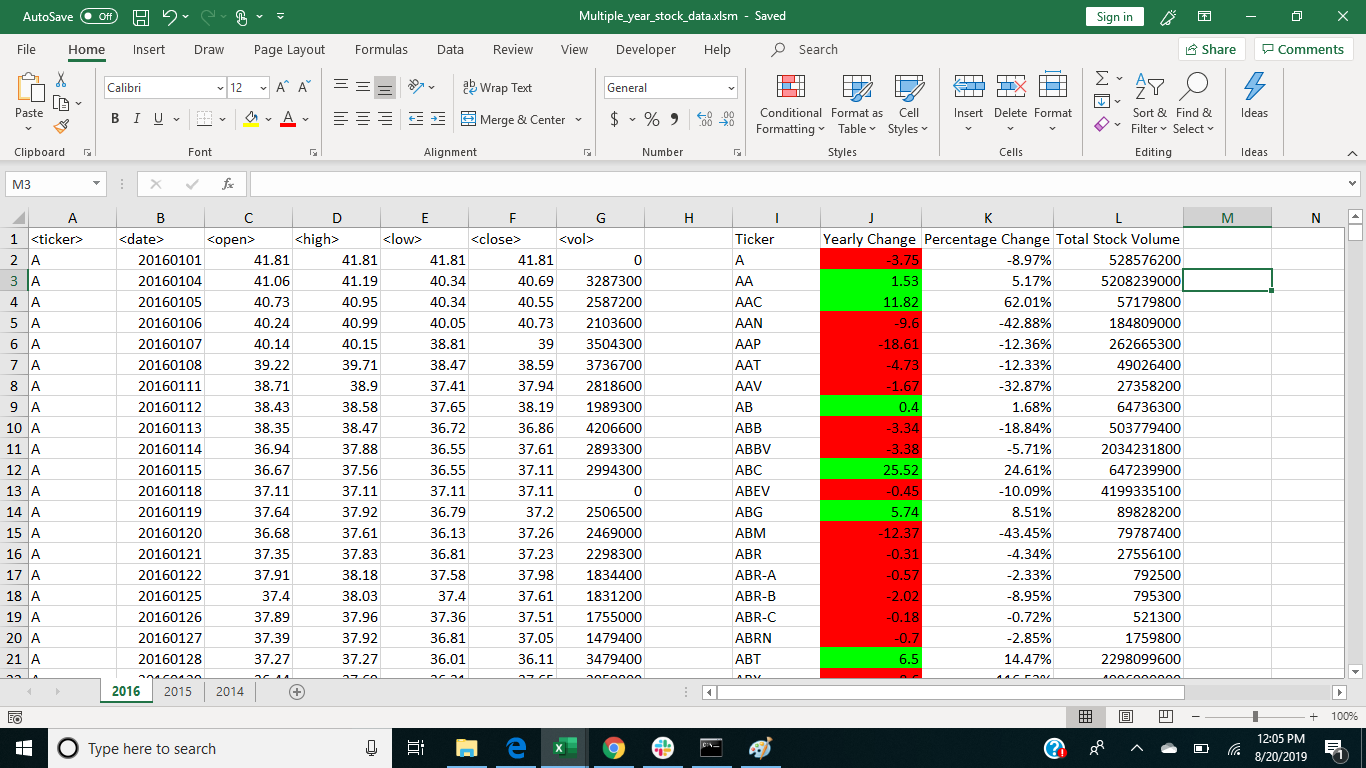 AutoSave Off Multiple_year_stock_data.xlsm - Saved Sign in
File Home Insert Draw Page Layout Formulas Data Review View Developer Help Search Share Comments
Paste Calibri 12 A A Wrap Text General Conditional Formatting Format as Table Cell Styles Insert Delete Format Sort & Filter Find & Select Ideas
B I U A Merge & Center $ % 9
Clipboard Font Alignment Number Styles Cells Editing Ideas
M3 fx
A B C D E F G H I J K L M N
1 <ticker> <date> <open> <high> <low> <close> <vol> Ticker Yearly Change Percentage Change Total Stock Volume
2 A 20160101 41.81 41.81 41.81 41.81 0 A -3.75 -8.97% 528576200
3 A 20160104 41.06 41.19 40.34 40.69 3287300 AA 1.53 5.17% 5208239000
4 A 20160105 40.73 40.95 40.34 40.55 2587200 AAC 11.82 62.01% 57179800
5 A 20160106 40.24 40.99 40.05 40.73 2103600 AAN -9.6 -42.88% 184809000
6 A 20160107 40.14 40.15 38.81 39 3504300 AAP -18.61 -12.36% 262665300
7 A 20160108 39.22 39.71 38.47 38.59 3736700 AAT -4.73 -12.33% 49026400
8 A 20160111 38.71 38.9 37.41 37.94 2818600 AAV -1.67 -32.87% 27358200
9 A 20160112 38.43 38.58 37.65 38.19 1989300 AB 0.4 1.68% 64736300
10 A 20160113 38.35 38.47 36.72 36.86 4206600 ABB -3.34 -18.84% 503779400
11 A 20160114 36.94 37.88 36.55 37.61 2893300 ABBV -3.38 -5.71% 2034231800
12 A 20160115 36.67 37.56 36.55 37.11 2994300 ABC 25.52 24.61% 647239900
13 A 20160118 37.11 37.11 37.11 37.11 0 ABEV -0.45 -10.09% 4199335100
14 A 20160119 37.64 37.92 36.79 37.2 2506500 ABG 5.74 8.51% 89828200
15 A 20160120 36.68 37.61 36.13 37.26 2469000 ABM -12.37 -43.45% 79787400
16 A 20160121 37.35 37.83 36.81 37.23 2298300 ABR -0.31 -4.34% 27556100
17 A 20160122 37.91 38.18 37.58 37.98 1834400 ABR-A -0.57 -2.33% 792500
18 A 20160125 37.4 38.03 37.4 37.61 1831200 ABR-B -2.02 -8.95% 795300
19 A 20160126 37.89 37.96 37.36 37.51 1755000 ABR-C -0.18 -0.72% 521300
20 A 20160127 37.39 37.92 36.81 37.05 1479400 ABRN -0.7 -2.85% 1759800
21 A 20160128 37.27 37.27 36.01 36.11 3479400 ABT 6.5 14.47% 2298099600
2016 2015 2014
100%
Type here to search 12:05 PM
8/20/2019 1